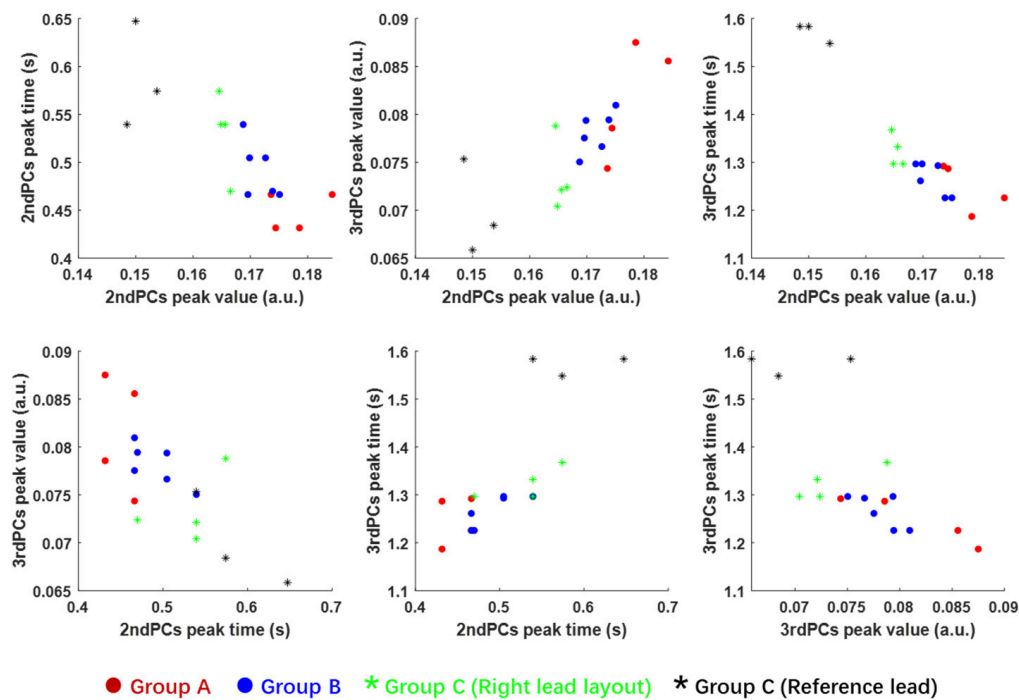 0.65
0.6
0.55
0.5
0.45
0.4
2ndPCs peak time (s)
0.14 0.15 0.16 0.17 0.18
2ndPCs peak value (a.u.)
0.09
0.085
0.08
0.075
0.07
0.065
3rdPCs peak value (a.u.)
0.14 0.15 0.16 0.17 0.18
2ndPCs peak value (a.u.)
1.6
1.5
1.4
1.3
1.2
1.1
3rdPCs peak time (s)
0.14 0.15 0.16 0.17 0.18
2ndPCs peak value (a.u.)
0.09
0.085
0.08
0.075
0.07
0.065
3rdPCs peak value (a.u.)
0.4 0.5 0.6 0.7
2ndPCs peak time (s)
1.6
1.5
1.4
1.3
1.2
1.1
3rdPCs peak time (s)
0.4 0.5 0.6 0.7
2ndPCs peak time (s)
1.6
1.5
1.4
1.3
1.2
1.1
3rdPCs peak time (s)
0.07 0.075 0.08 0.085 0.09
3rdPCs peak value (a.u.)
Group A Group B * Group C (Right lead layout) * Group C (Reference lead)